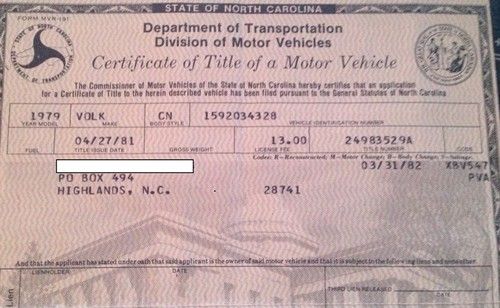 STATE OF NORTH CAROLINA
FORM MVR-191
Department of Transportation
Division of Motor Vehicles
Certificate of Title of a Motor Vehicle
The Commissioner of Motor Vehicles of the State of North Carolina hereby certifies that an application
for a Certificate of Title to the herein described vehicle has been filed pursuant to the General Statutes of North Carolina
1979 VOLK CN 1592034328
YEAR MODEL MAKE BODY STYLE VEHICLE IDENTIFICATION NUMBER
04/27/81 13.00 24983529A
FUEL TITLE ISSUE DATE GROSS WEIGHT LICENSE FEE TITLE NUMBER CODE
Codes: R-Reconstructed; M-Motor Change; B-Body Change; S-Salvage.
03/31/82 XBV547
PO BOX 494 PVA
HIGHLANDS, N.C. 28741
And that the applicant has stated under oath that said applicant is the owner of said motor vehicle and that it is subject to the following liens and none other.
LIENHOLDER DATE
THIRD LIEN RELEASED
DATE
Lien